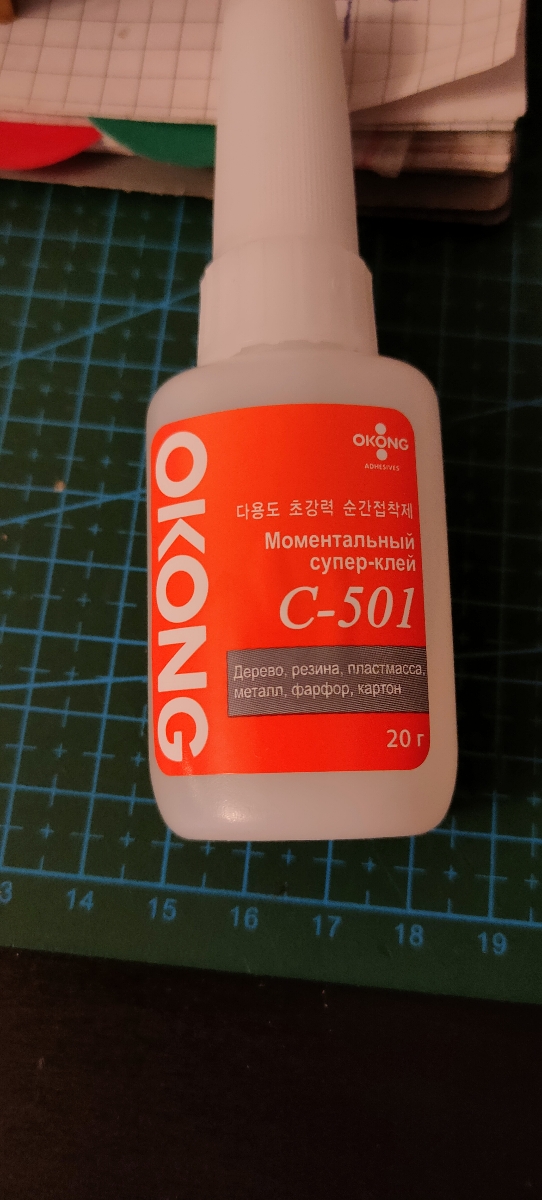 OKONG
OKONG
ADHESIVES
다용도 초강력 순간접착제
Моментальный
супер-клей
C-501
Дерево, резина, пластмасса,
металл, фарфор, картон
20 г
3 14 15 16 17 18 19